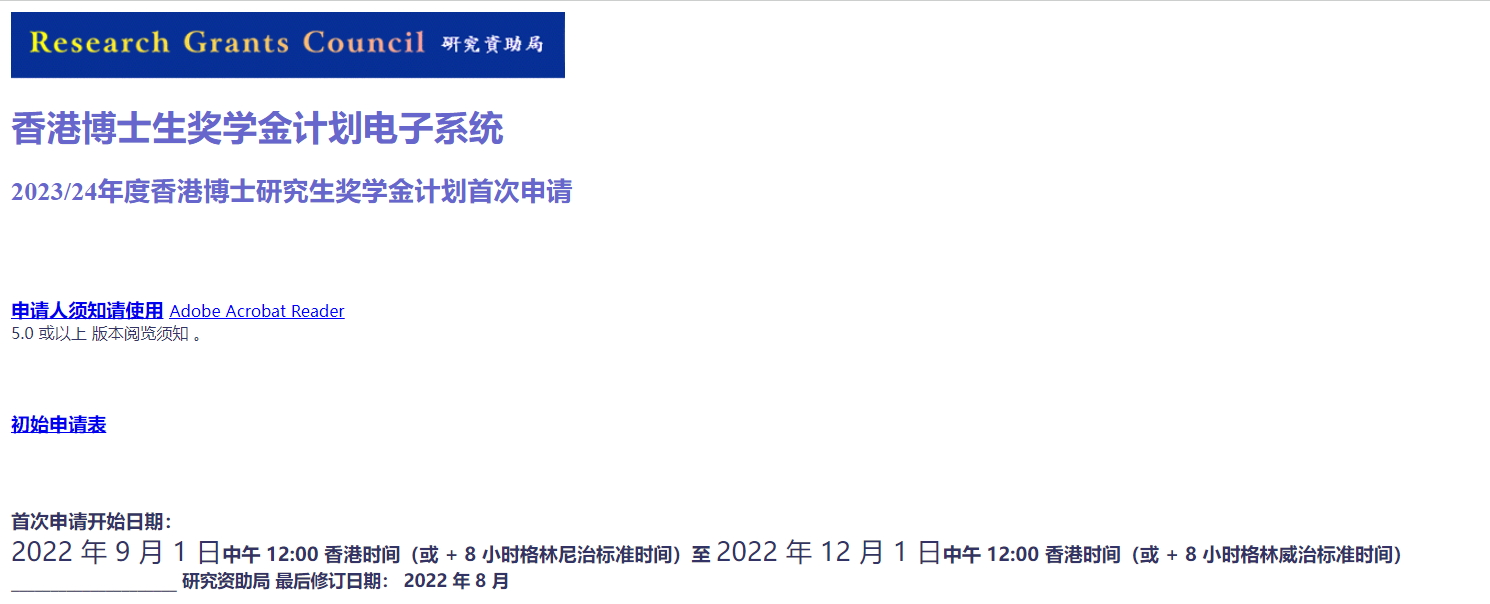 Research Grants Council 研究資助局
香港博士生奖学金计划电子系统
2023/24年度香港博士研究生奖学金计划首次申请
申请人须知请使用 Adobe Acrobat Reader
5.0 或以上 版本阅览须知 。
初始申请表
首次申请开始日期：
2022 年 9 月 1 日中午 12:00 香港时间（或 + 8 小时格林尼治标准时间）至 2022 年 12 月 1 日中午 12:00 香港时间（或 + 8 小时格林威治标准时间）
___________________ 研究资助局 最后修订日期： 2022 年 8 月